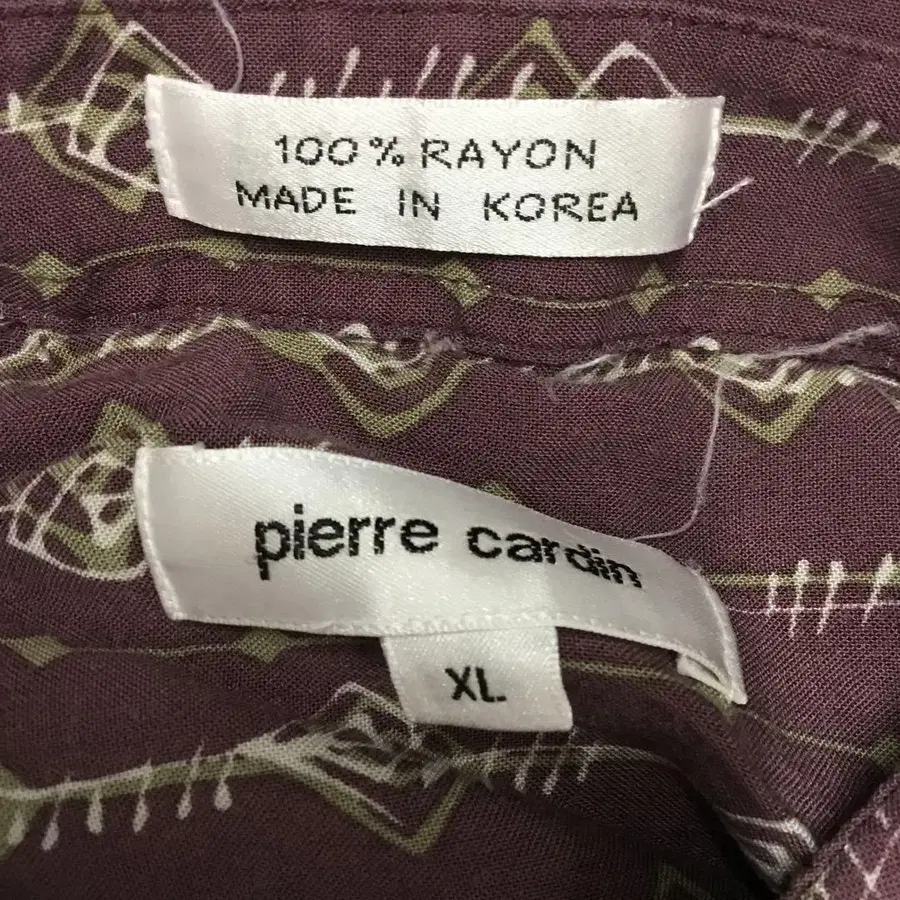 100% RAYON
MADE IN KOREA
pierre cardin
XL